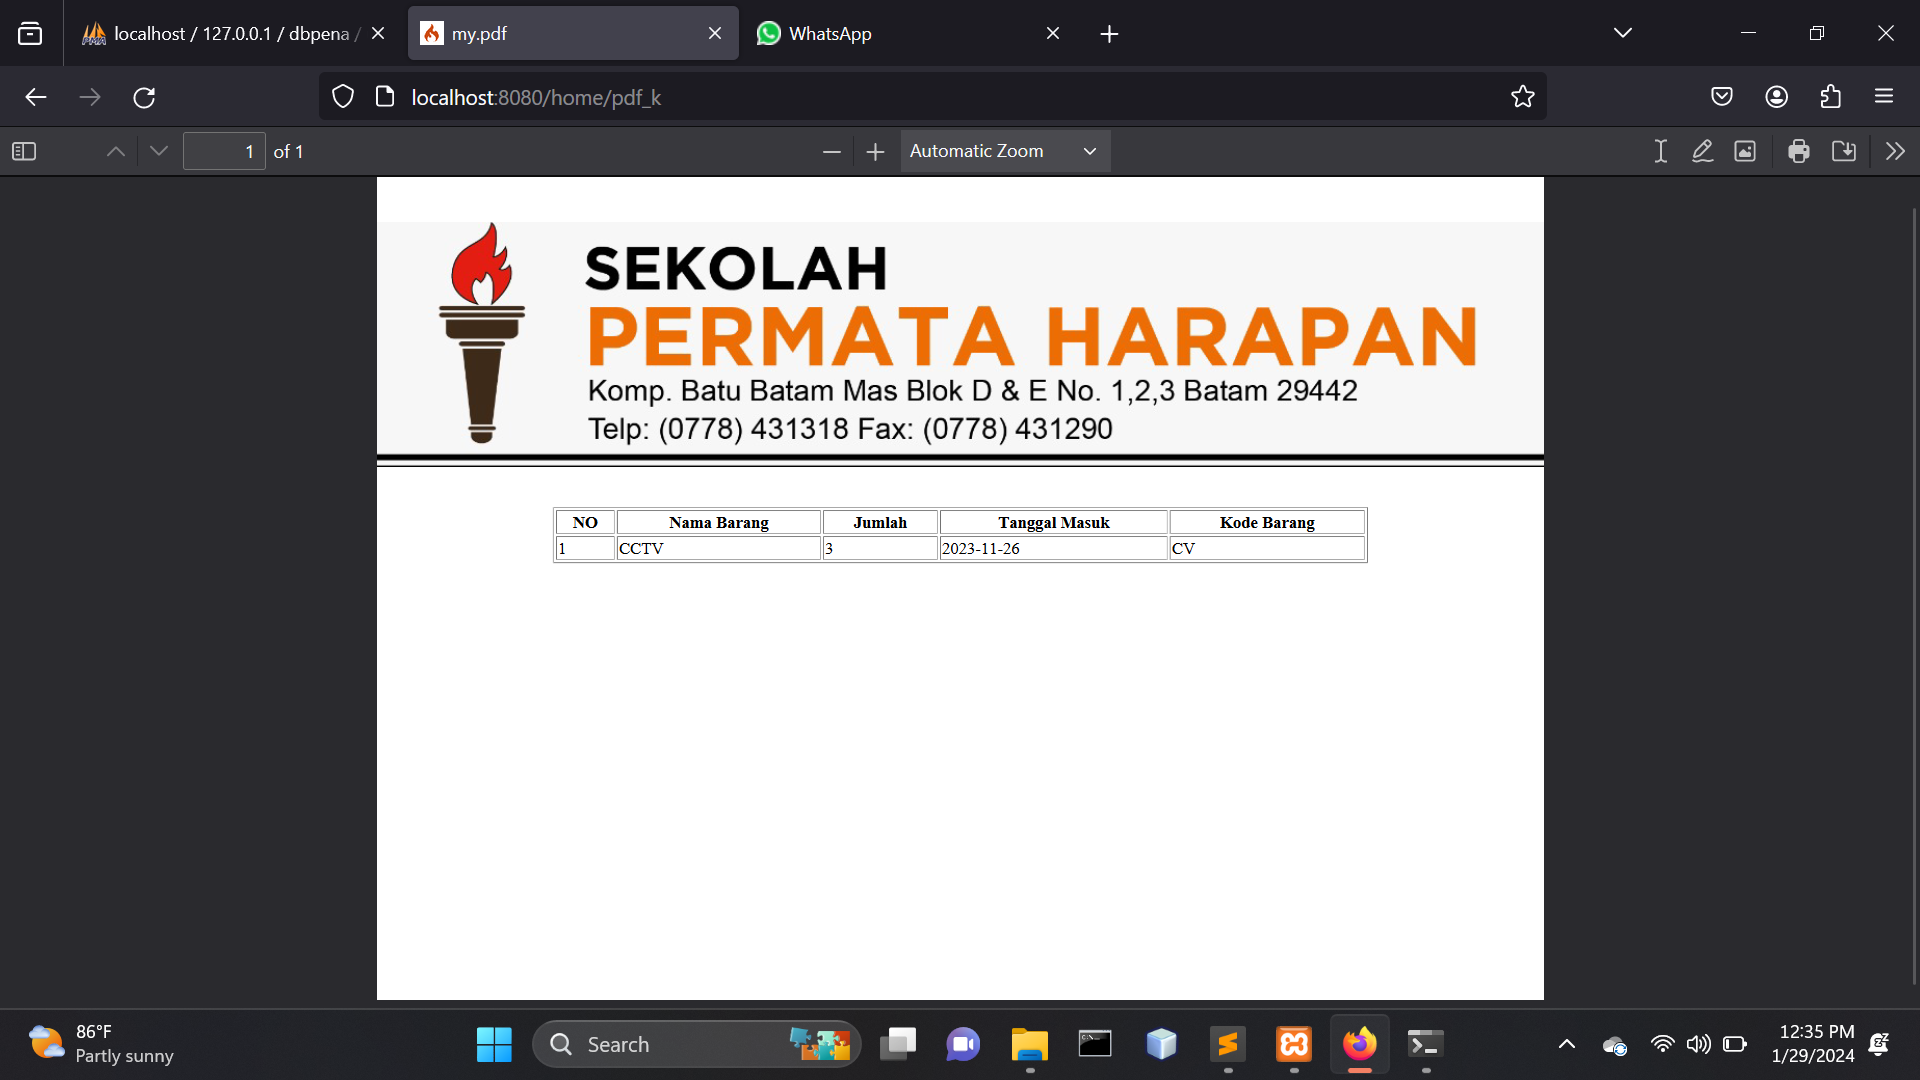 localhost / 127.0.0.1 / dbpena /
my.pdf
WhatsApp
localhost:8080/home/pdf_k
1 of 1
Automatic Zoom
SEKOLAH
PERMATA HARAPAN
Komp. Batu Batam Mas Blok D & E No. 1,2,3 Batam 29442
Telp: (0778) 431318 Fax: (0778) 431290
NO Nama Barang Jumlah Tanggal Masuk Kode Barang
1 CCTV 3 2023-11-26 CV
86°F
Partly sunny
Search
12:35 PM
1/29/2024